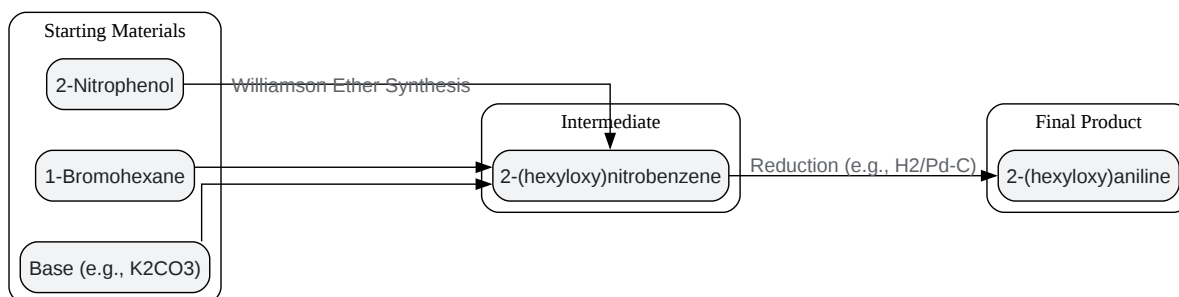 Starting Materials
2-Nitrophenol
Williamson Ether Synthesis
1-Bromohexane
Base (e.g., K2CO3)
Intermediate
2-(hexyloxy)nitrobenzene
Reduction (e.g., H2/Pd-C)
Final Product
2-(hexyloxy)aniline